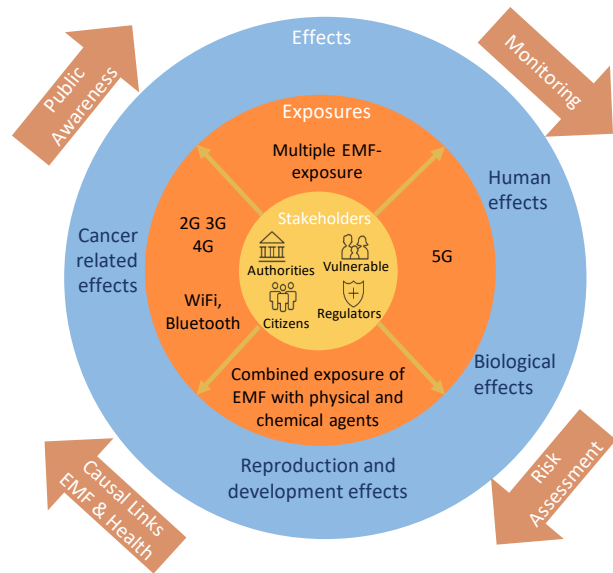 Effects
Public
Awareness
Monitoring
Exposures
Multiple EMF-
exposure
Human
effects
Stakeholders
2G 3G
4G
Cancer
related effects
5G
Authorities
Vulnerable
WiFi,
Bluetooth
Citizens
Regulators
Biological
effects
Combined exposure of
EMF with physical and
chemical agents
Reproduction and
development effects
Causal Links
EMF & Health
Risk
Assessment